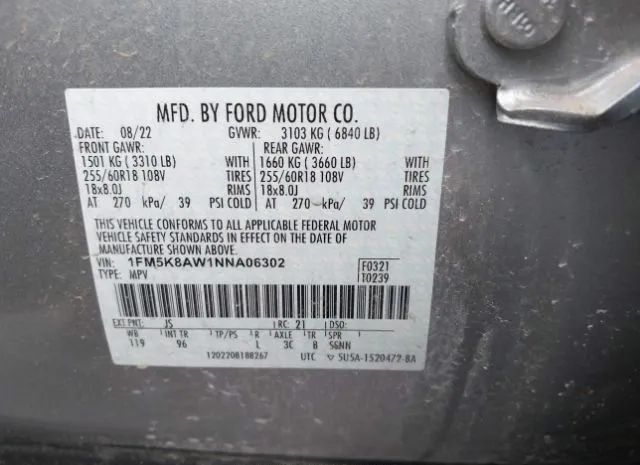 MFD. BY FORD MOTOR CO.
DATE: 08/22 GVWR: 3103 KG ( 6840 LB)
FRONT GAWR: REAR GAWR:
1501 KG ( 3310 LB) WITH 1660 KG ( 3660 LB) WITH
255/60R18 108V TIRES 255/60R18 108V TIRES
18x8.0J RIMS 18x8.0J RIMS
AT 270 kPa/ 39 PSI COLD AT 270 kPa/ 39 PSI COLD
THIS VEHICLE CONFORMS TO ALL APPLICABLE FEDERAL MOTOR
VEHICLE SAFETY STANDARDS IN EFFECT ON THE DATE OF
MANUFACTURE SHOWN ABOVE.
VIN: 1FM5K8AW1NNA06302 F0321
TYPE: MPV T0239
EXT PNT: JS RC: 21 DSO:
WB INT TR TP/PS R AXLE TR SPR
119 96 L 3C 8 SGNN
1202208188267 UTC ▽ 5U5A-1520472-BA